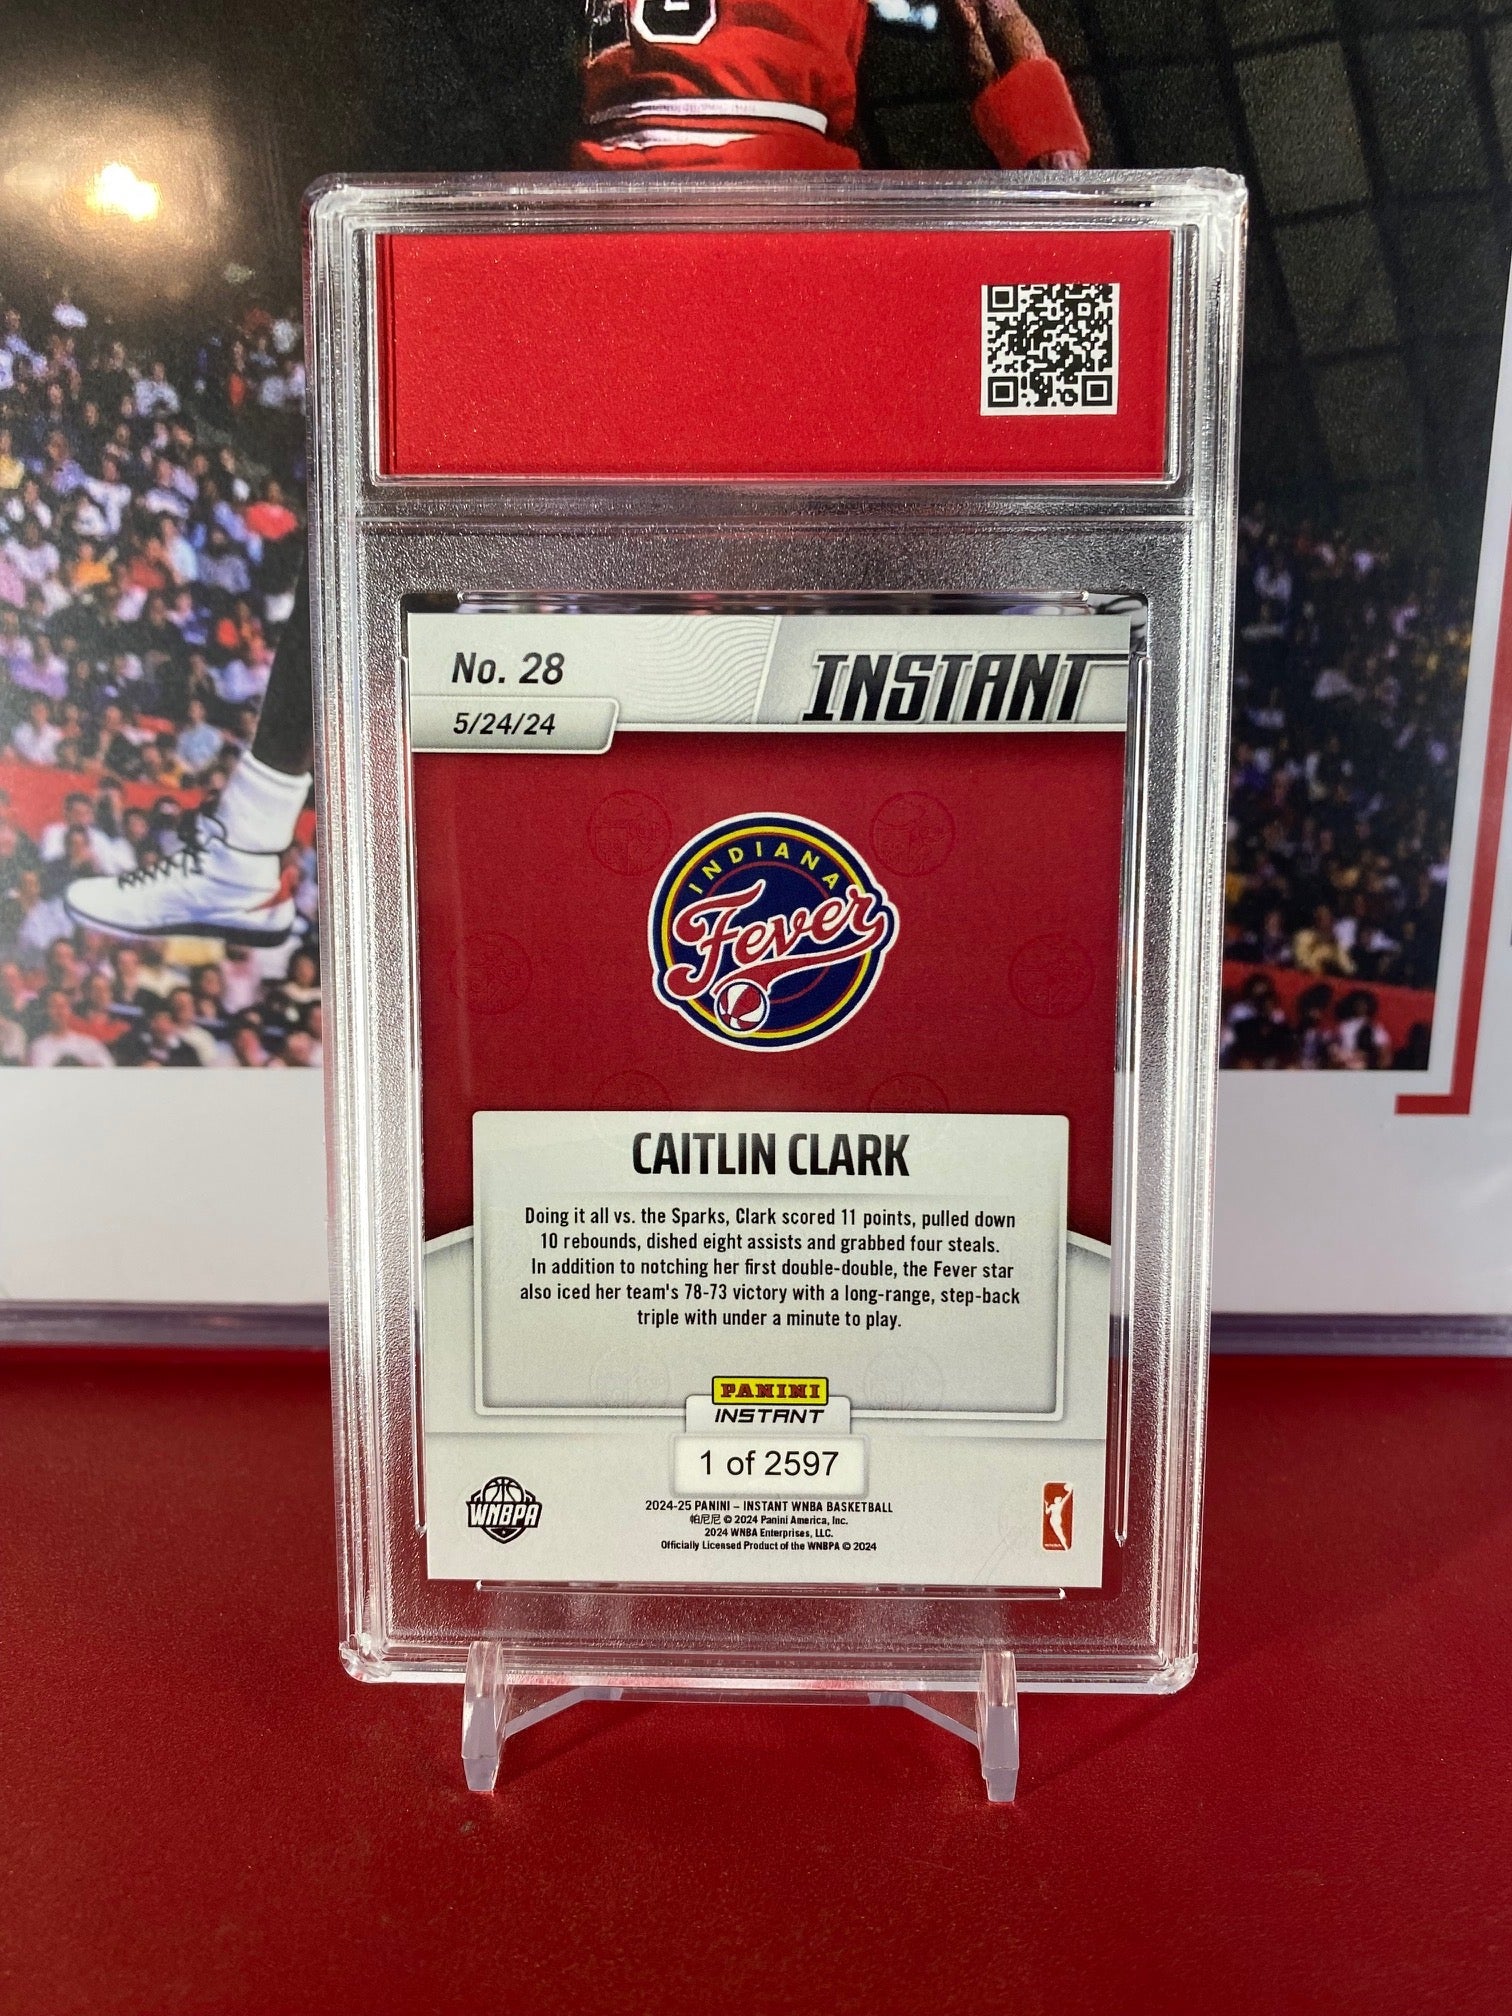 No. 28
INSTANT
5/24/24
INDIANA
Fever
CAITLIN CLARK
Doing it all vs. the Sparks, Clark scored 11 points, pulled down
10 rebounds, dished eight assists and grabbed four steals.
In addition to notching her first double-double, the Fever star
also iced her team's 78-73 victory with a long-range, step-back
triple with under a minute to play.
PANINI
INSTANT
1 of 2597
WNBPA
2024-25 PANINI – INSTANT WNBA BASKETBALL
帕尼尼 © 2024 Panini America, Inc.
2024 WNBA Enterprises, LLC.
Officially Licensed Product of the WNBPA © 2024